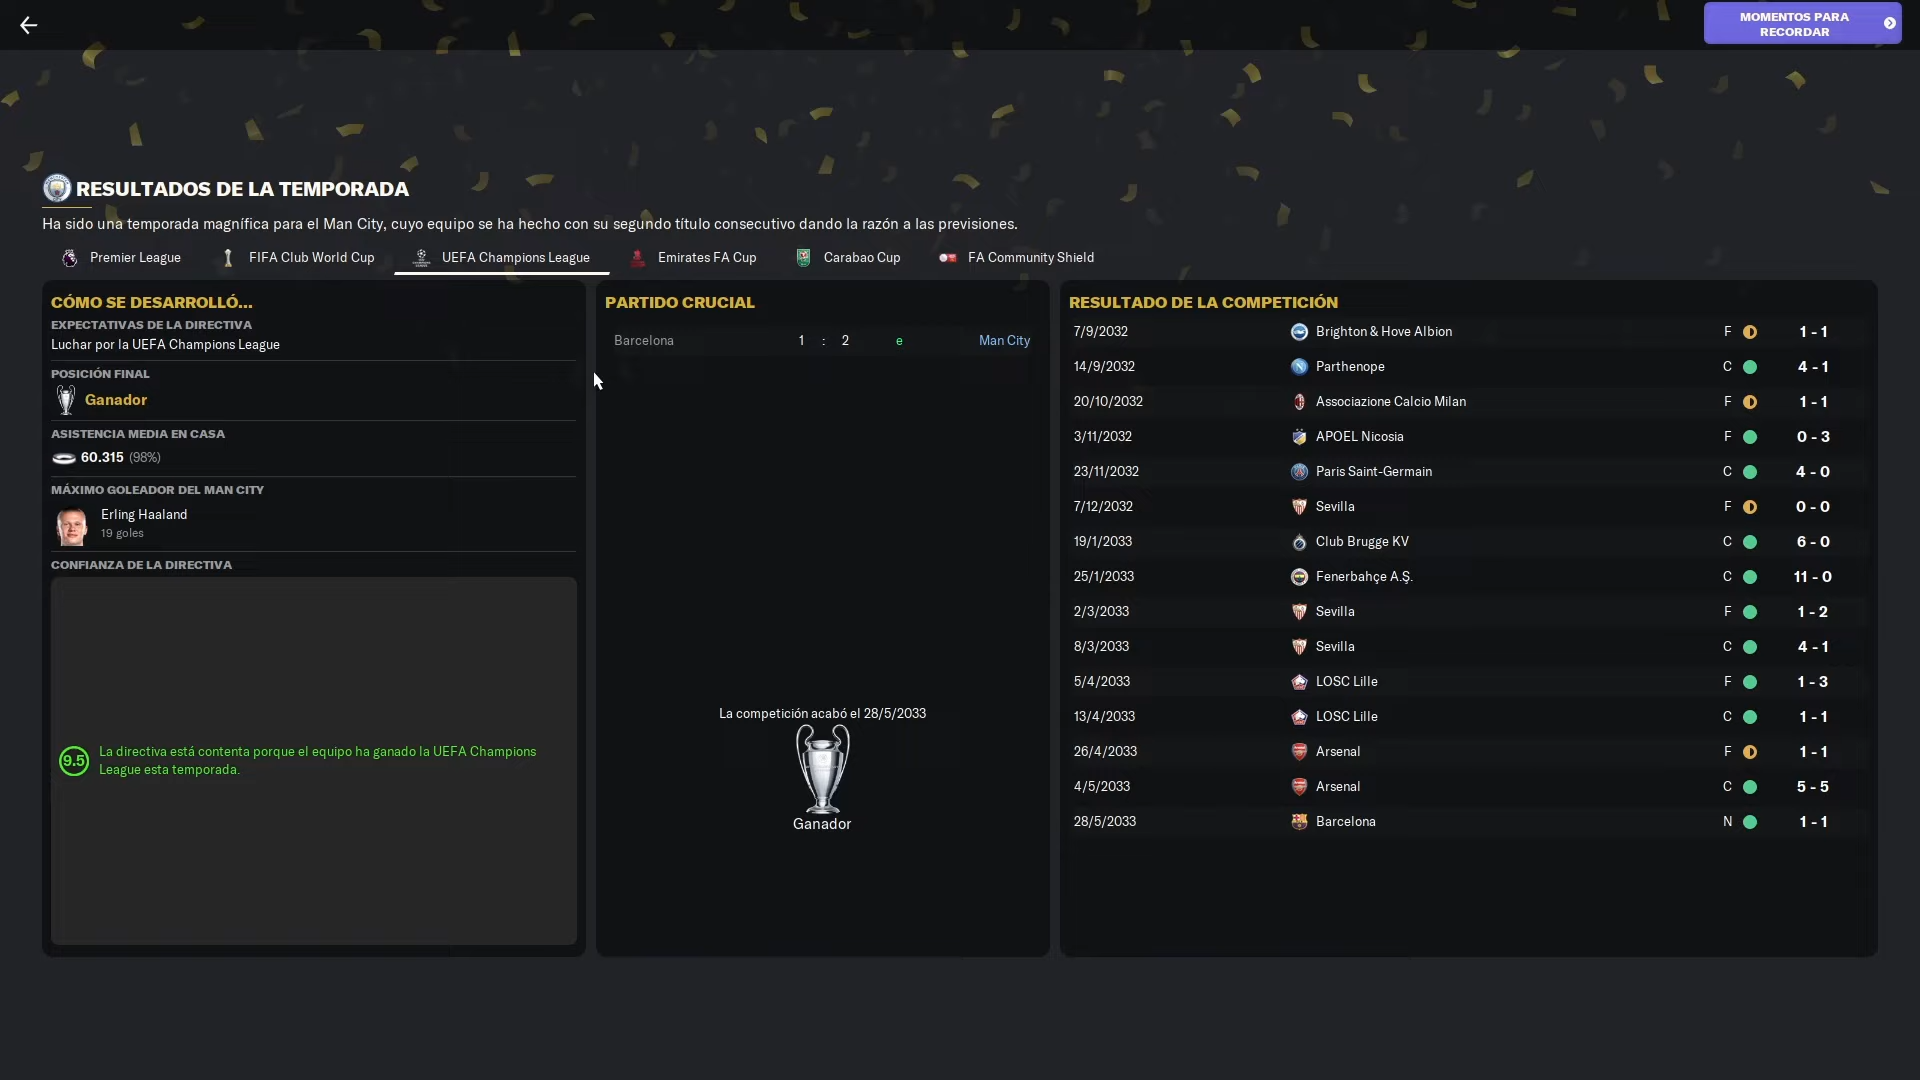 MOMENTOS PARA
RECORDAR
RESULTADOS DE LA TEMPORADA
Ha sido una temporada magnífica para el Man City, cuyo equipo se ha hecho con su segundo título consecutivo dando la razón a las previsiones.
Premier League FIFA Club World Cup UEFA Champions League Emirates FA Cup Carabao Cup FA Community Shield
CÓMO SE DESARROLLÓ...
EXPECTATIVAS DE LA DIRECTIVA
Luchar por la UEFA Champions League
POSICIÓN FINAL
Ganador
ASISTENCIA MEDIA EN CASA
60.315 (98%)
MÁXIMO GOLEADOR DEL MAN CITY
Erling Haaland
19 goles
CONFIANZA DE LA DIRECTIVA
9.5
La directiva está contenta porque el equipo ha ganado la UEFA Champions
League esta temporada.
PARTIDO CRUCIAL
Barcelona 1 : 2 e Man City
La competición acabó el 28/5/2033
Ganador
RESULTADO DE LA COMPETICIÓN
7/9/2032 Brighton & Hove Albion F 1 - 1
14/9/2032 Parthenope C 4 - 1
20/10/2032 Associazione Calcio Milan F 1 - 1
3/11/2032 APOEL Nicosia F 0 - 3
23/11/2032 Paris Saint-Germain C 4 - 0
7/12/2032 Sevilla F 0 - 0
19/1/2033 Club Brugge KV C 6 - 0
25/1/2033 Fenerbahçe A.Ş. C 11 - 0
2/3/2033 Sevilla F 1 - 2
8/3/2033 Sevilla C 4 - 1
5/4/2033 LOSC Lille F 1 - 3
13/4/2033 LOSC Lille C 1 - 1
26/4/2033 Arsenal F 1 - 1
4/5/2033 Arsenal C 5 - 5
28/5/2033 Barcelona N 1 - 1